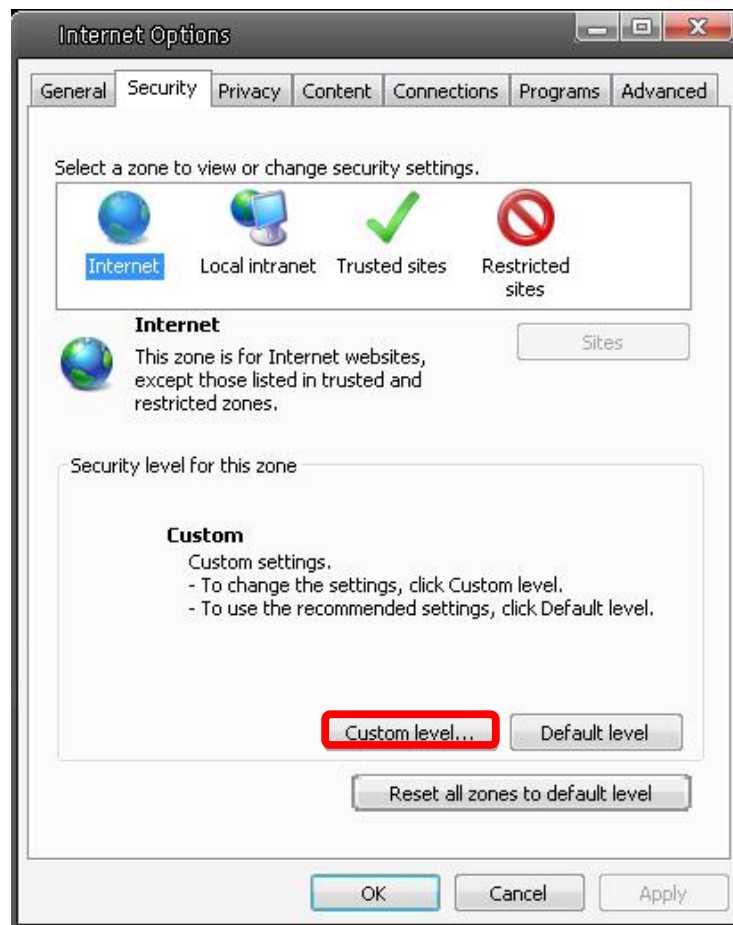 Internet Options
General Security Privacy Content Connections Programs Advanced
Select a zone to view or change security settings.
Internet Local intranet Trusted sites Restricted
sites
Internet
Sites
This zone is for Internet websites,
except those listed in trusted and
restricted zones.
Security level for this zone
Custom
Custom settings.
- To change the settings, click Custom level.
- To use the recommended settings, click Default level.
Custom level... Default level
Reset all zones to default level
OK Cancel Apply